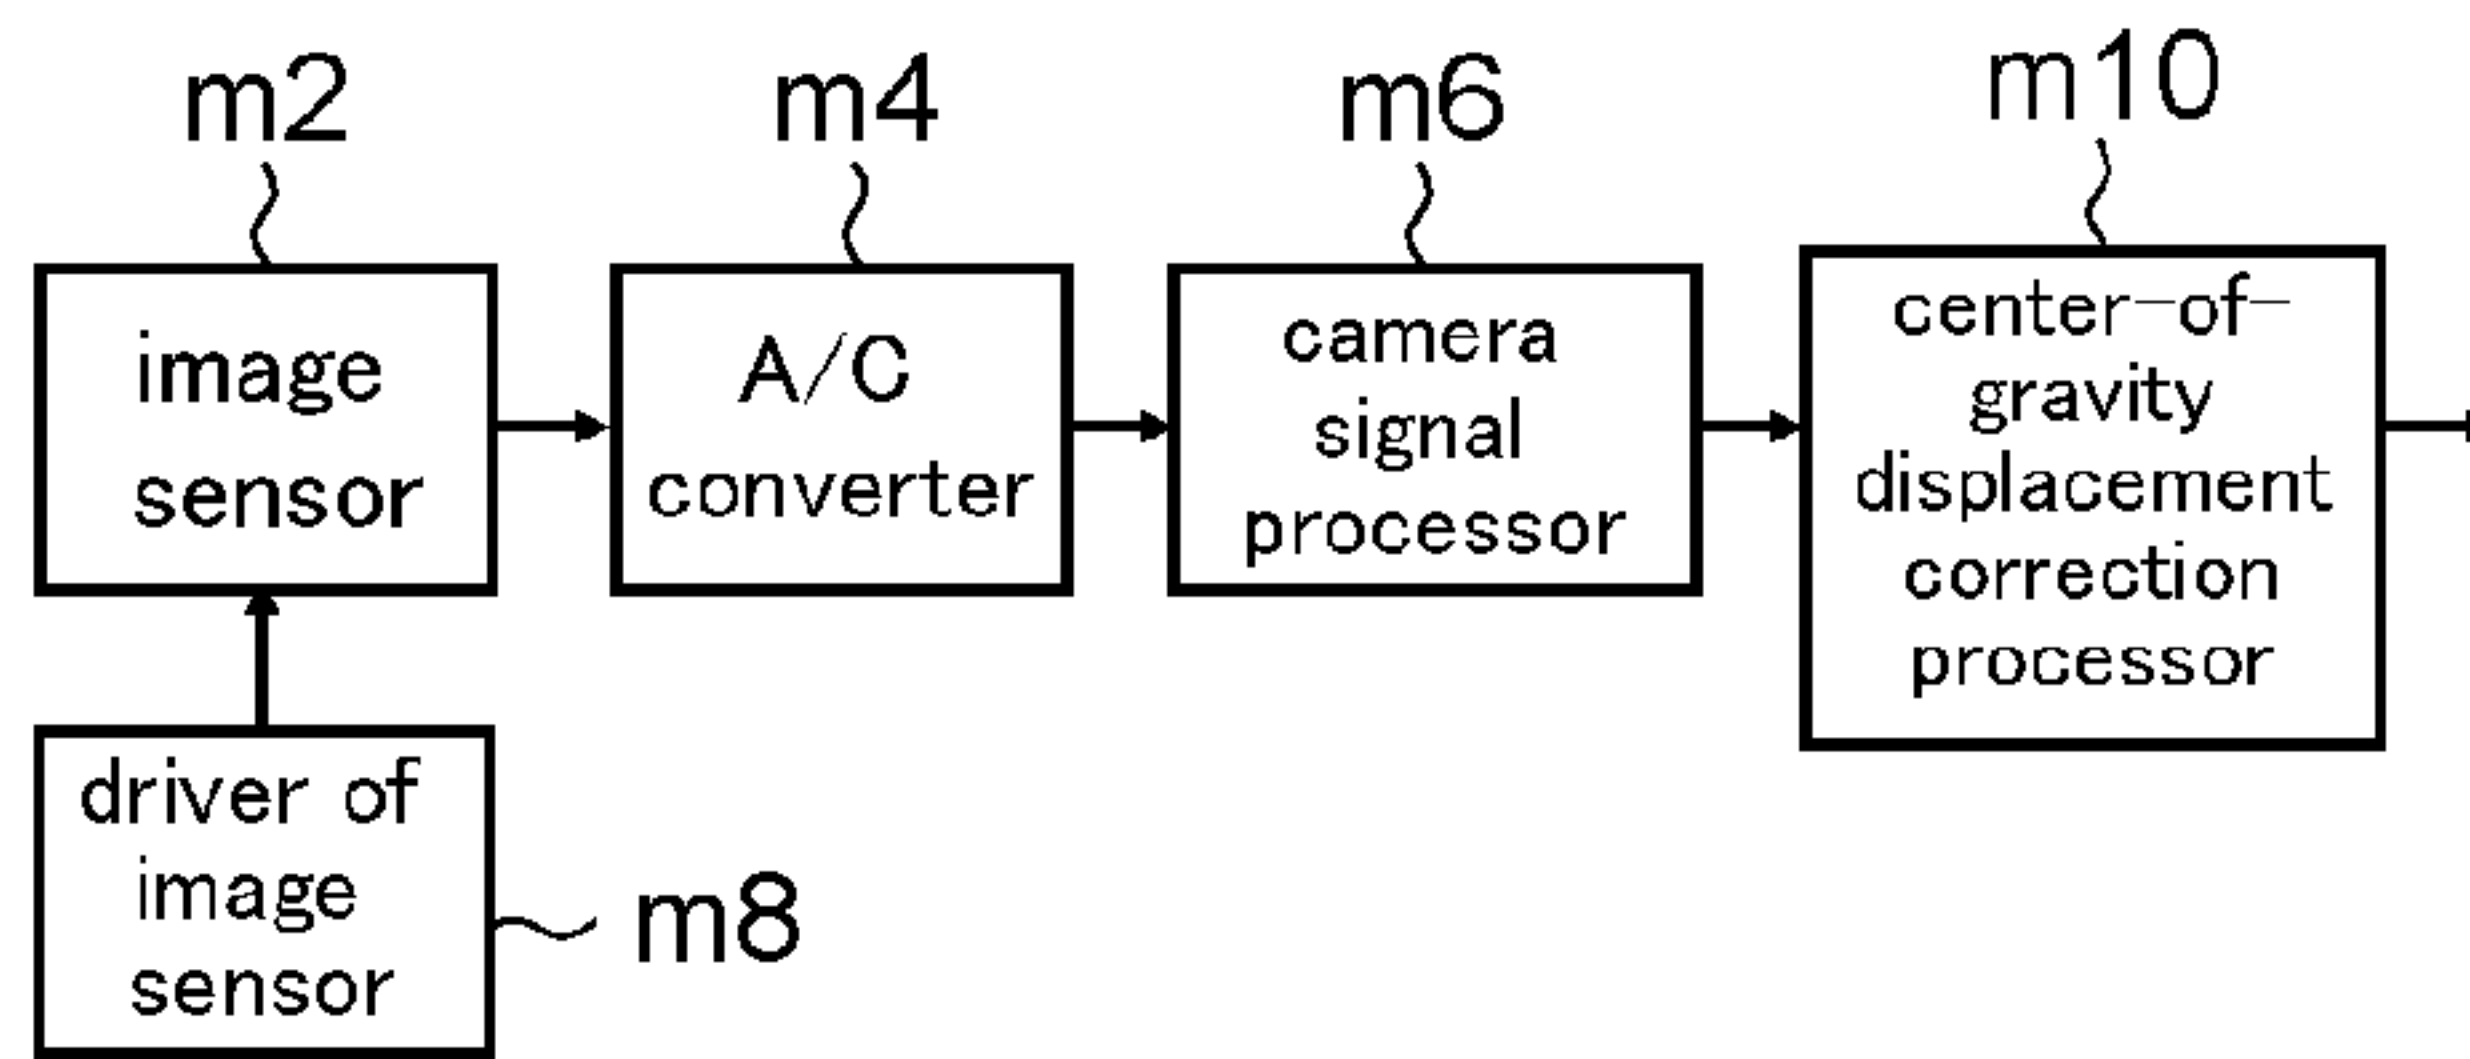 m2
m4
m6
m10
image
sensor
A/C
converter
camera
signal
processor
center-of-
gravity
displacement
correction
processor
driver of
image
sensor
m8